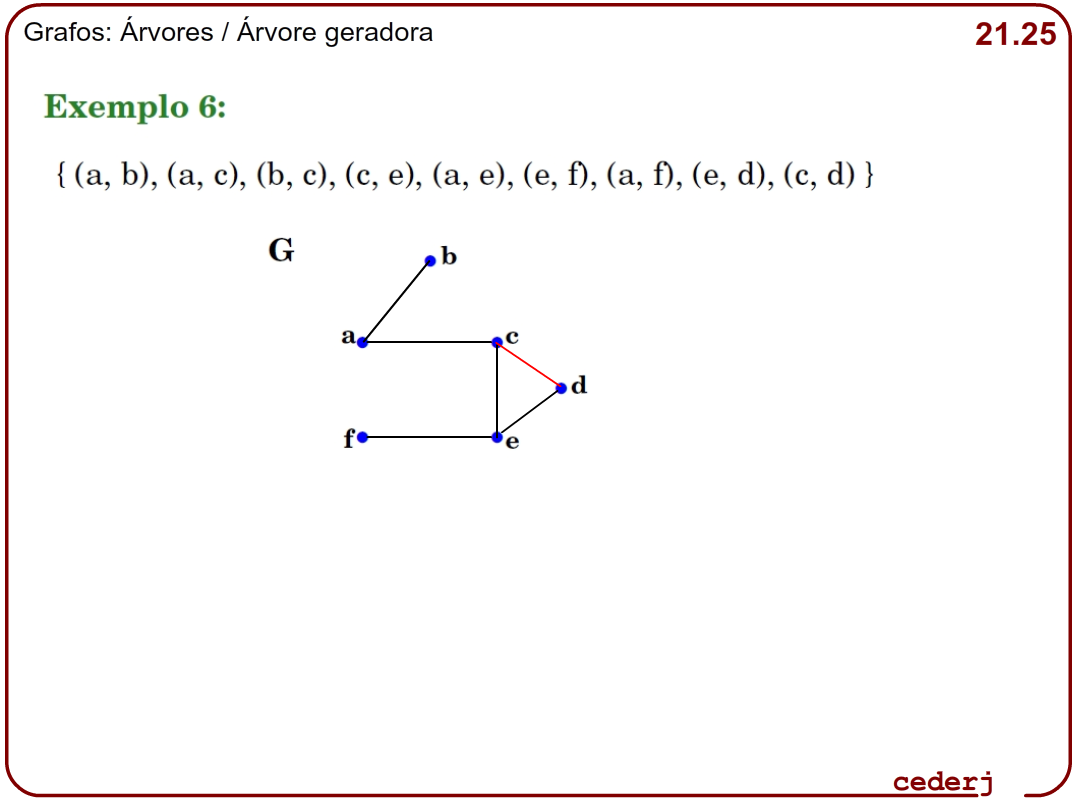 Grafos: Árvores / Árvore geradora
21.25
Exemplo 6:
{ (a, b), (a, c), (b, c), (c, e), (a, e), (e, f), (a, f), (e, d), (c, d) }
G
b
a
c
d
f
e
cederj